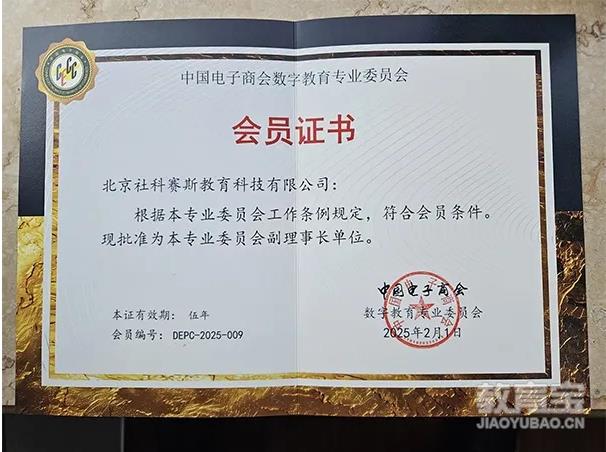 中国电子商会数字教育专业委员会
会员证书
北京社科赛斯教育科技有限公司：
根据本专业委员会工作条例规定，符合会员条件。
现批准为本专业委员会副理事长单位。
中国电子商会
数字教育专业委员会
2025年2月1日
本证有效期： 伍年
会员编号： DEPC-2025-009
教育宝
JIAOYUBAO.CN